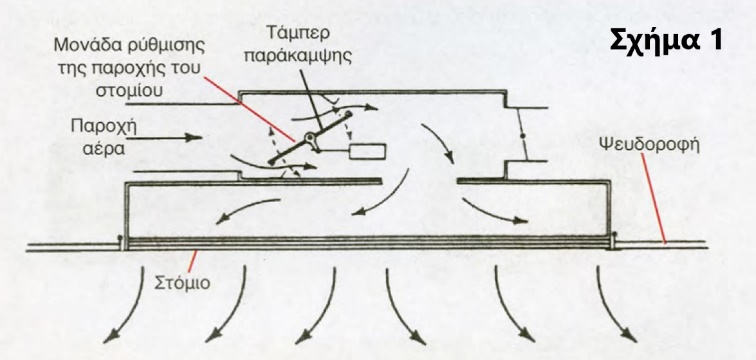 Σχήμα 1
Τάμπερ
παράκαμψης
Μονάδα ρύθμισης
της παροχής του
στομίου
Παροχή
αέρα
Ψευδοροφή
Στόμιο